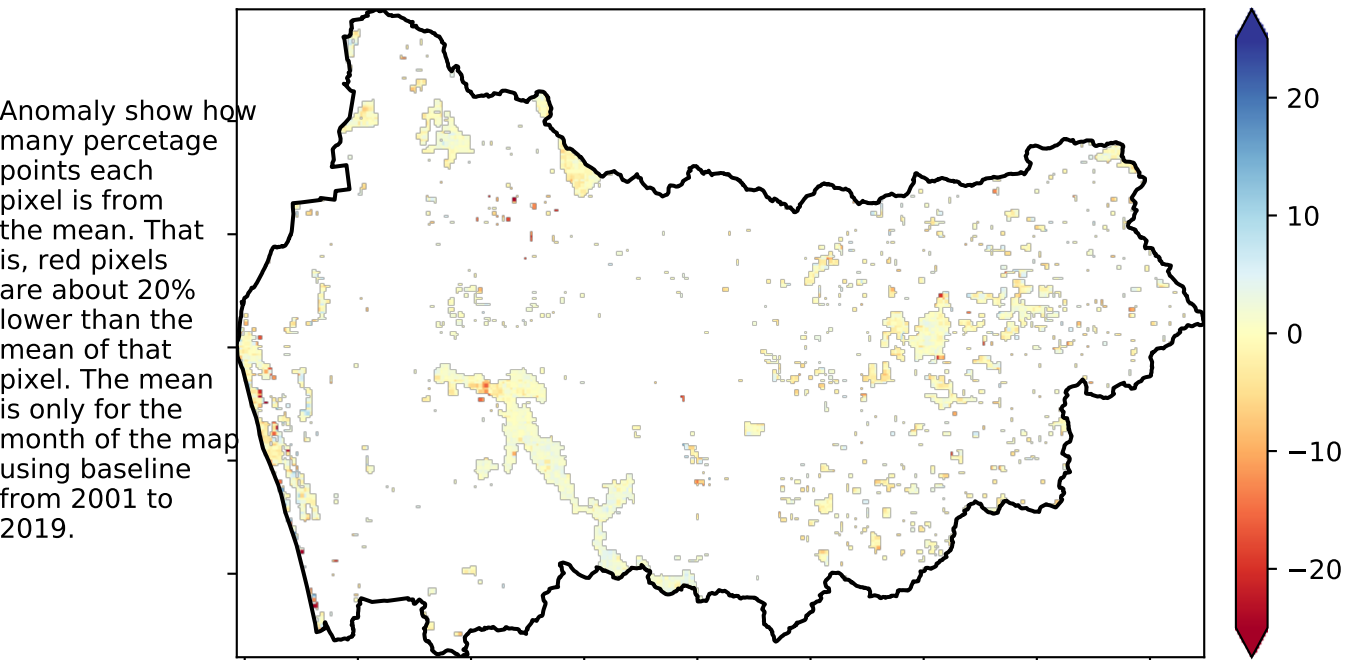 Anomaly show how
many percetage
points each
pixel is from
the mean. That
is, red pixels
are about 20%
lower than the
mean of that
pixel. The mean
is only for the
month of the map
using baseline
from 2001 to
2019.
20
10
0
−10
−20